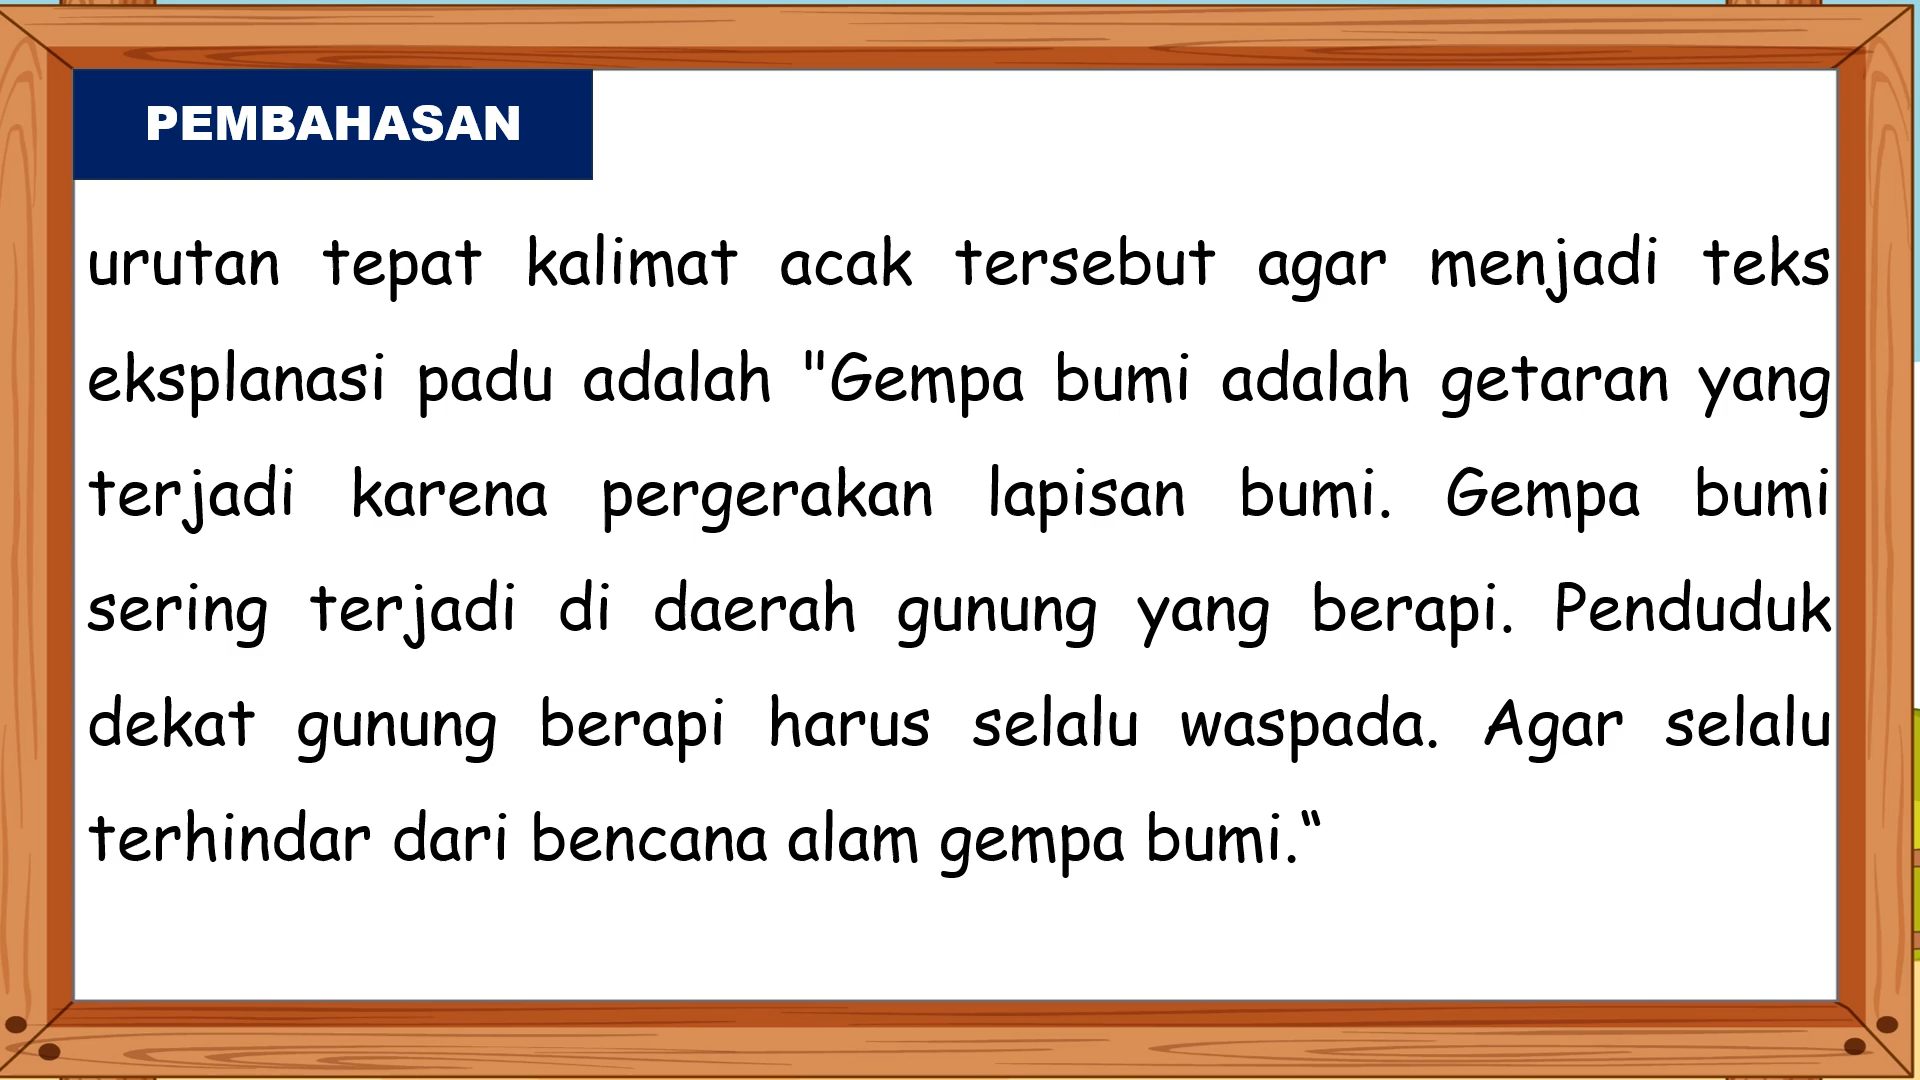 PEMBAHASAN
urutan tepat kalimat acak tersebut agar menjadi teks
eksplanasi padu adalah "Gempa bumi adalah getaran yang
terjadi karena pergerakan lapisan bumi. Gempa bumi
sering terjadi di daerah gunung yang berapi. Penduduk
dekat gunung berapi harus selalu waspada. Agar selalu
terhindar dari bencana alam gempa bumi.“